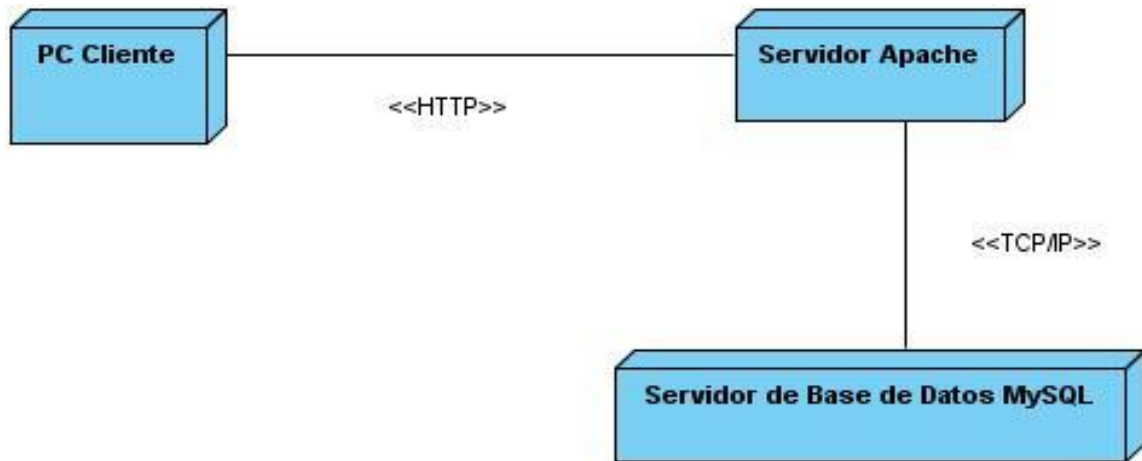 PC Cliente
Servidor Apache
<<HTTP>>
<<TCP/IP>>
Servidor de Base de Datos MySQL